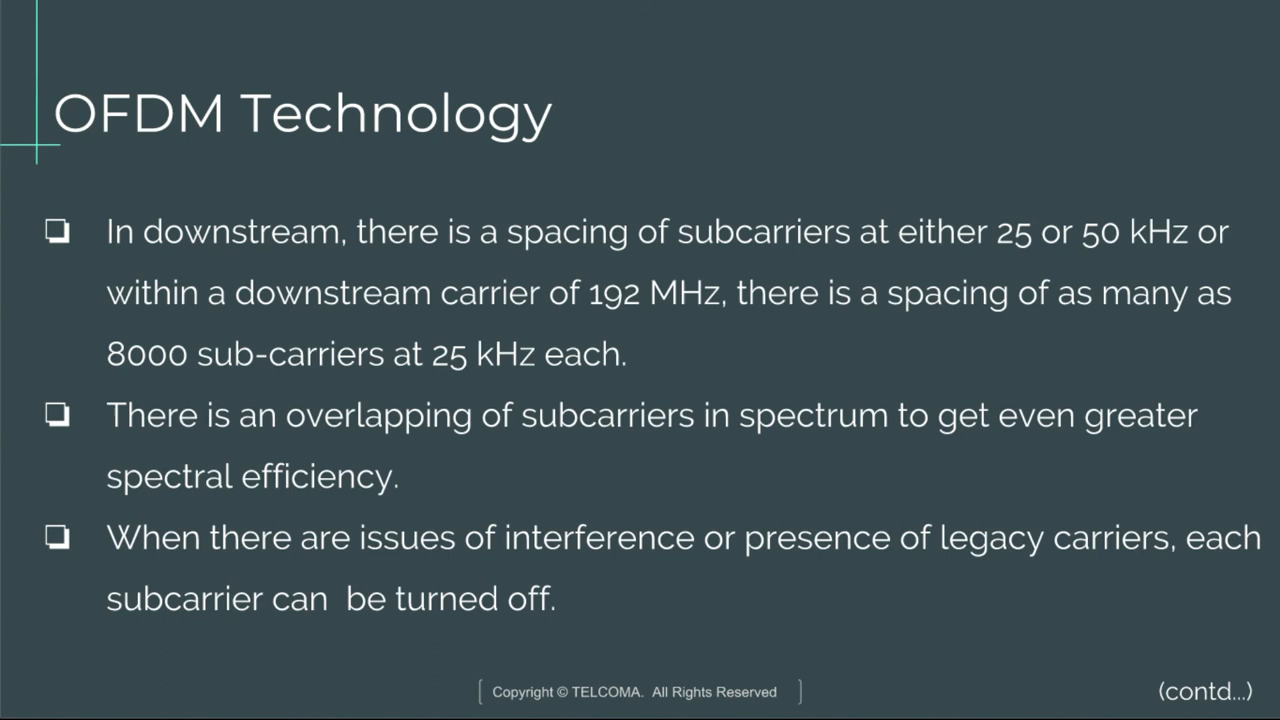 OFDM Technology
❑ In downstream, there is a spacing of subcarriers at either 25 or 50 kHz or
within a downstream carrier of 192 MHz, there is a spacing of as many as
8000 sub-carriers at 25 kHz each.
❑ There is an overlapping of subcarriers in spectrum to get even greater
spectral efficiency.
❑ When there are issues of interference or presence of legacy carriers, each
subcarrier can  be turned off.
Copyright © TELCOMA.  All Rights Reserved
(contd...)